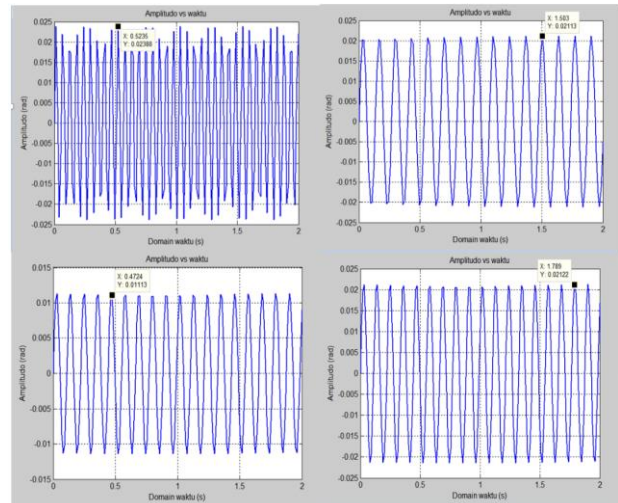 Amplitudo vs waktu
Amplitudo (rad)
0.025
0.02
0.015
0.01
0.005
0
-0.005
-0.01
-0.015
-0.02
-0.025
X: 0.5235
Y: 0.02388
0 0.5 1 1.5 2
Domain waktu (s)
Amplitudo vs waktu
Amplitudo (rad)
0.025
0.02
0.015
0.01
0.005
0
-0.005
-0.01
-0.015
-0.02
-0.025
X: 1.503
Y: 0.02113
0 0.5 1 1.5 2
Domain waktu (s)
Amplitudo vs waktu
Amplitudo (rad)
0.015
0.01
0.005
0
-0.005
-0.01
-0.015
X: 0.4724
Y: 0.01113
0 0.5 1 1.5 2
Domain waktu (s)
Amplitudo vs waktu
Amplitudo (rad)
0.025
0.02
0.015
0.01
0.005
0
-0.005
-0.01
-0.015
-0.02
-0.025
X: 1.789
Y: 0.02122
0 0.5 1 1.5 2
Domain waktu (s)